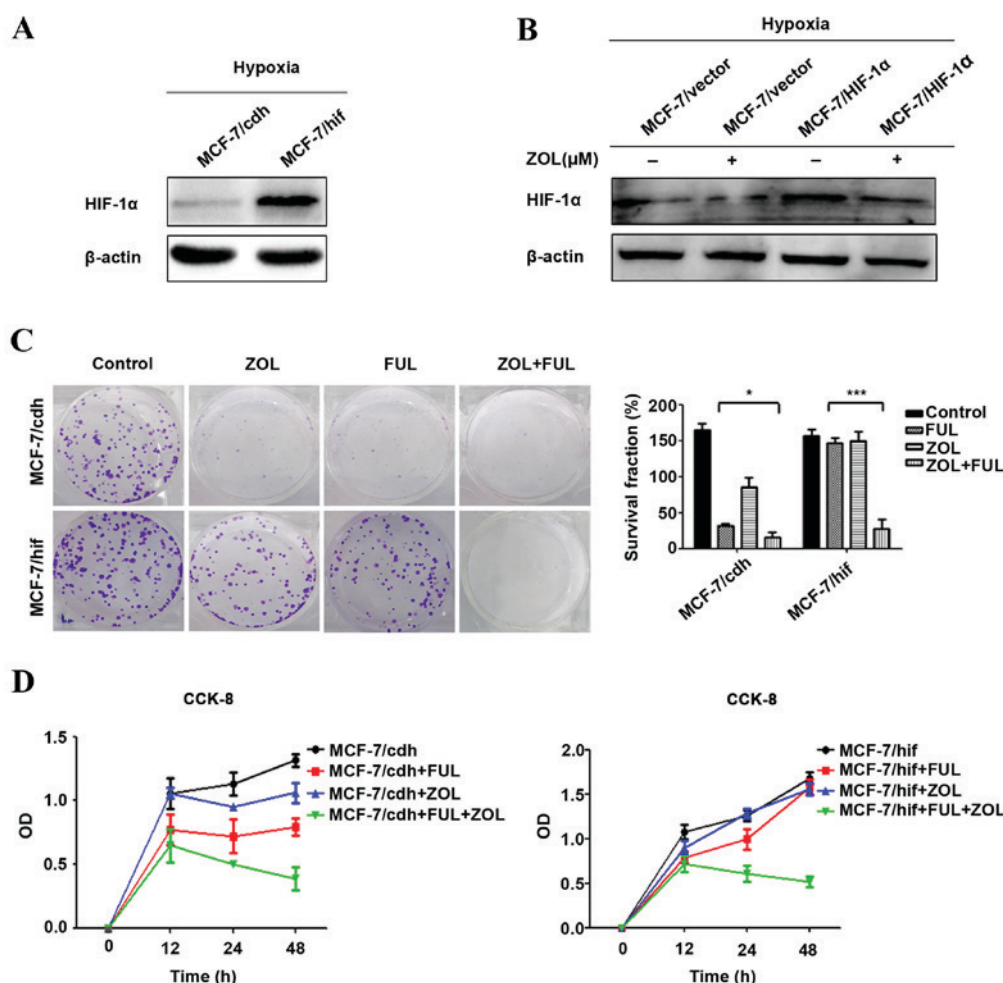 A
Hypoxia
MCF-7/cdh
MCF-7/hif
HIF-1α
β-actin
B
Hypoxia
MCF-7/vector
MCF-7/vector
MCF-7/HIF-1α
MCF-7/HIF-1α
ZOL(μM) – + – +
HIF-1α
β-actin
C
Control ZOL FUL ZOL+FUL
MCF-7/cdh
MCF-7/hif
Survival fraction (%)
200
150
100
50
0
* ***
Control
FUL
ZOL
ZOL+FUL
MCF-7/cdh
MCF-7/hif
D
CCK-8
OD
1.5
1.0
0.5
0.0
0 12 24 48
Time (h)
MCF-7/cdh
MCF-7/cdh+FUL
MCF-7/cdh+ZOL
MCF-7/cdh+FUL+ZOL
CCK-8
OD
2.0
1.5
1.0
0.5
0.0
0 12 24 48
Time (h)
MCF-7/hif
MCF-7/hif+FUL
MCF-7/hif+ZOL
MCF-7/hif+FUL+ZOL